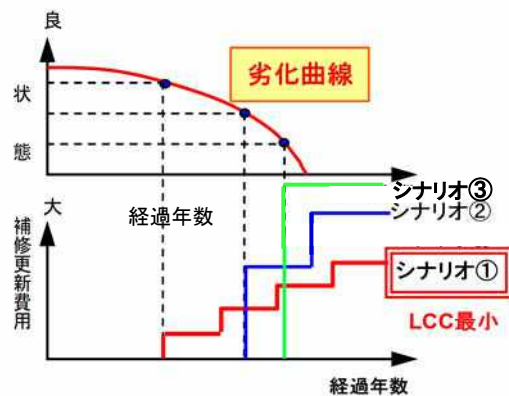 良
状
態
劣化曲線
経過年数
大
補修更新費用
シナリオ③
シナリオ②
シナリオ①
LCC最小
経過年数